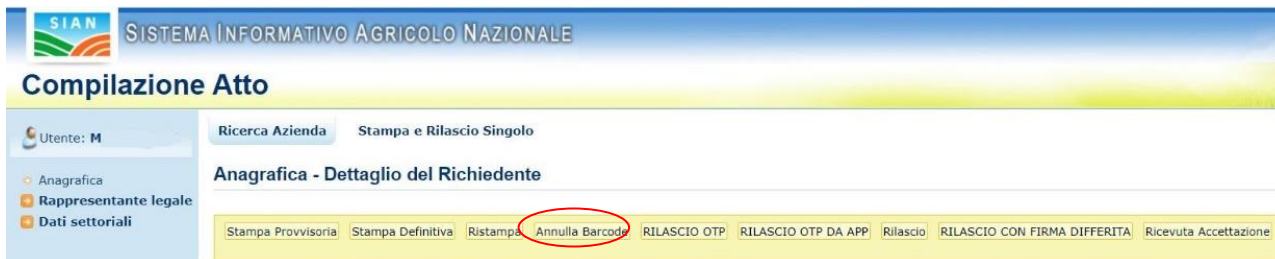 SIAN
SISTEMA INFORMATIVO AGRICOLO NAZIONALE
Compilazione Atto
Utente: M
Ricerca Azienda Stampa e Rilascio Singolo
Anagrafica - Dettaglio del Richiedente
Anagrafica
Rappresentante legale
Dati settoriali
Stampa Provvisoria Stampa Definitiva Ristampa Annulla Barcode RILASCIO OTP RILASCIO OTP DA APP Rilascio RILASCIO CON FIRMA DIFFERITA Ricevuta Accettazione